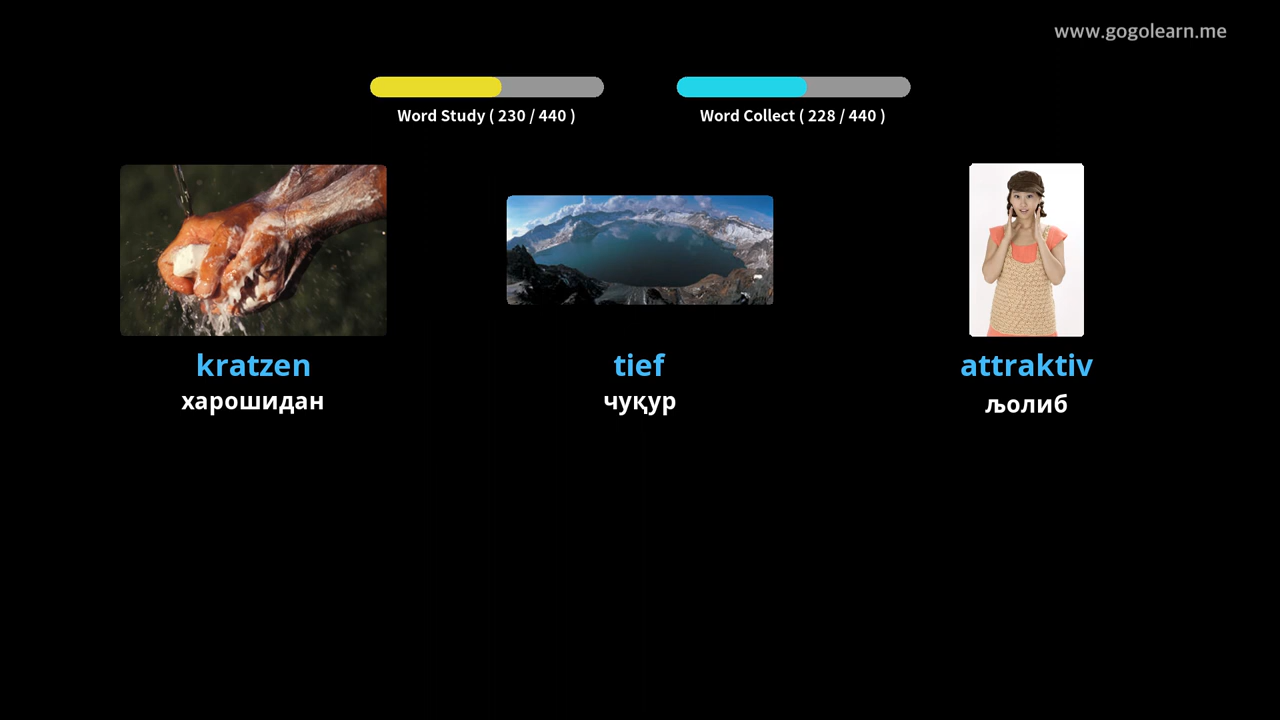 www.gogolearn.me
Word Study ( 230 / 440 )
Word Collect ( 228 / 440 )
kratzen
tief
attraktiv
харошидан
чуқур
љолиб